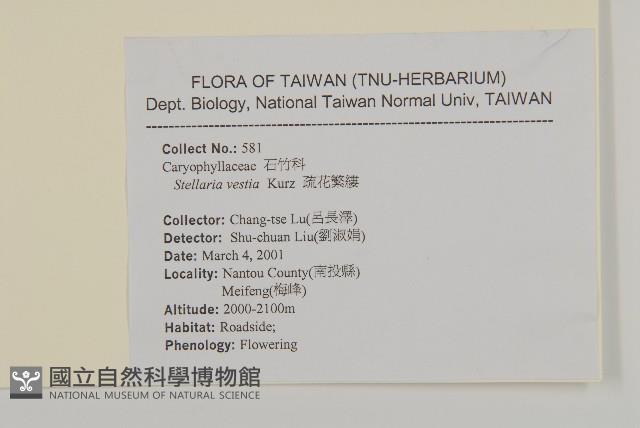 FLORA OF TAIWAN (TNU-HERBARIUM)
Dept. Biology, National Taiwan Normal Univ, TAIWAN
Collect No.: 581
Caryophyllaceae 石竹科
Stellaria vestia Kurz 疏花繁縷
Collector: Chang-tse Lu(呂長澤)
Detector: Shu-chuan Liu(劉淑娟)
Date: March 4, 2001
Locality: Nantou County(南投縣)
Meifeng(梅峰)
Altitude: 2000-2100m
Habitat: Roadside;
Phenology: Flowering
國立自然科學博物館
NATIONAL MUSEUM OF NATURAL SCIENCE